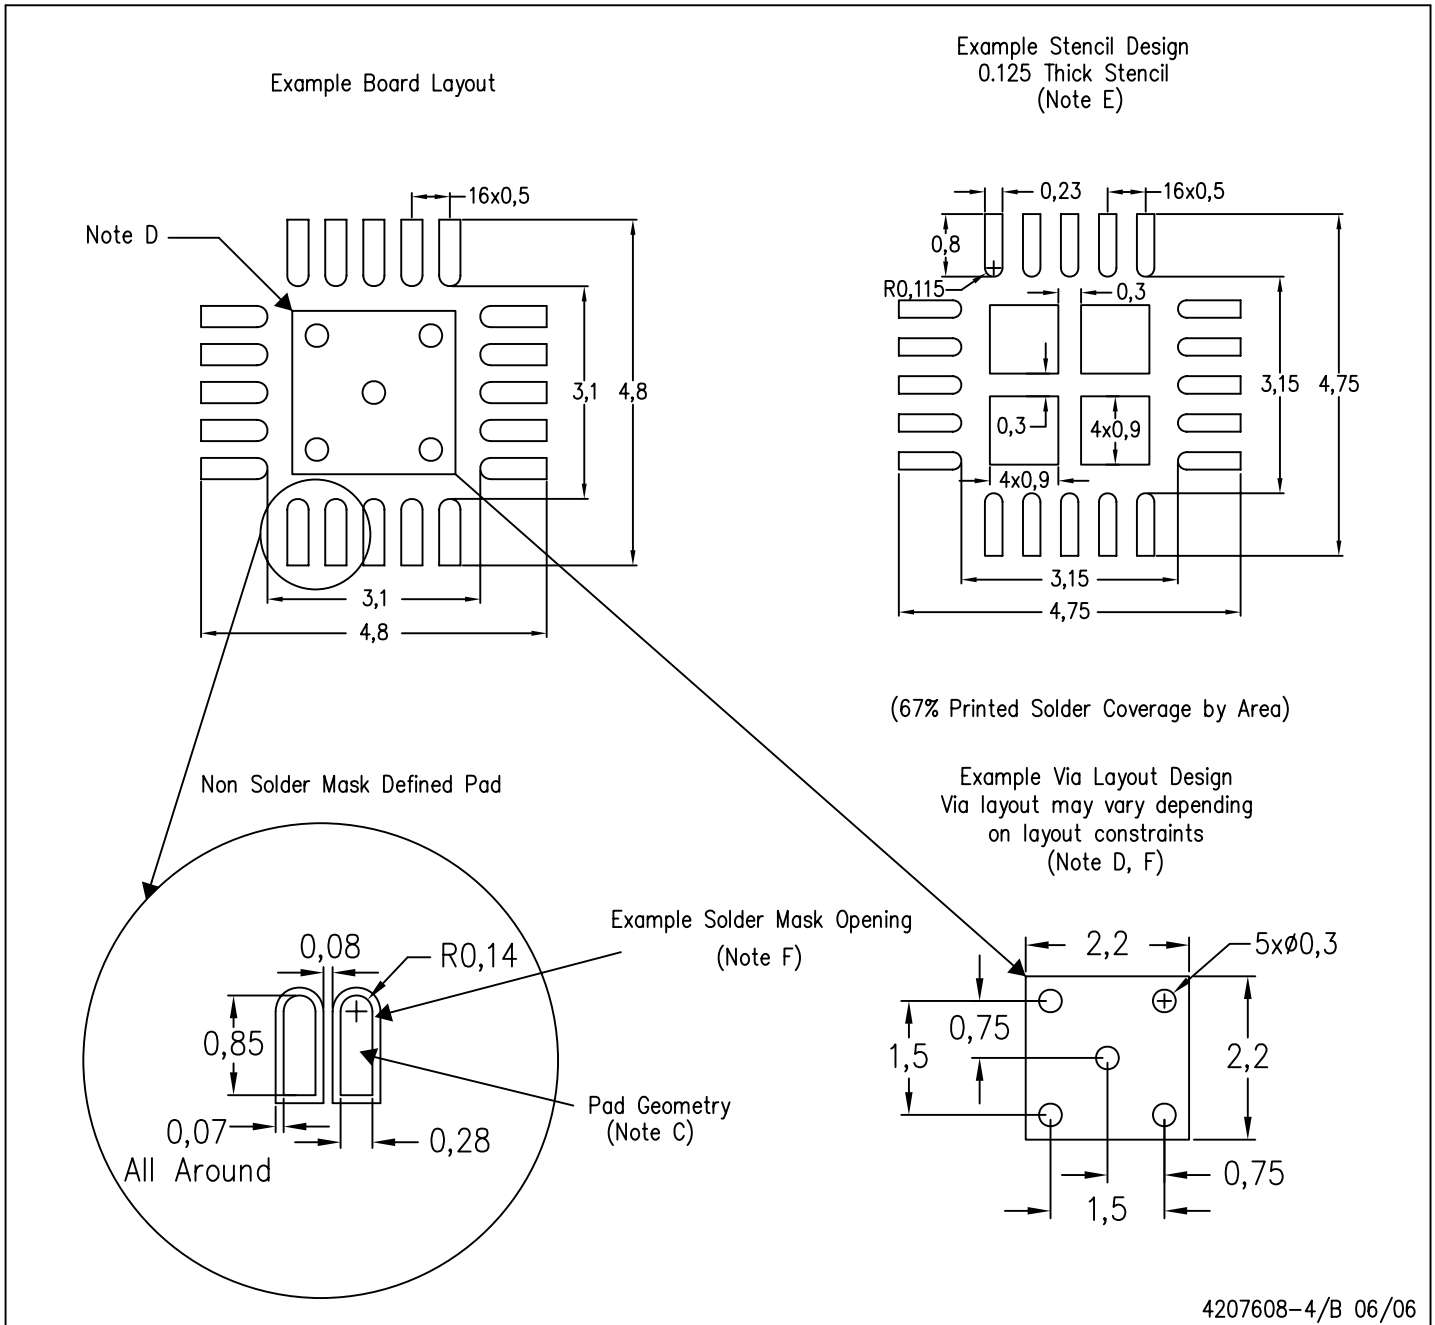 Example Board Layout
16x0,5
Note D
3,1
4,8
3,1
4,8
Example Stencil Design
0.125 Thick Stencil
(Note E)
0,23
16x0,5
0,8
R0,115
0,3
3,15
4,75
0,3
4x0,9
4x0,9
3,15
4,75
(67% Printed Solder Coverage by Area)
Non Solder Mask Defined Pad
0,08
R0,14
0,85
0,07
All Around
0,28
Example Solder Mask Opening
(Note F)
Pad Geometry
(Note C)
Example Via Layout Design
Via layout may vary depending
on layout constraints
(Note D, F)
2,2
5xø0,3
0,75
1,5
2,2
0,75
1,5
4207608-4/B 06/06